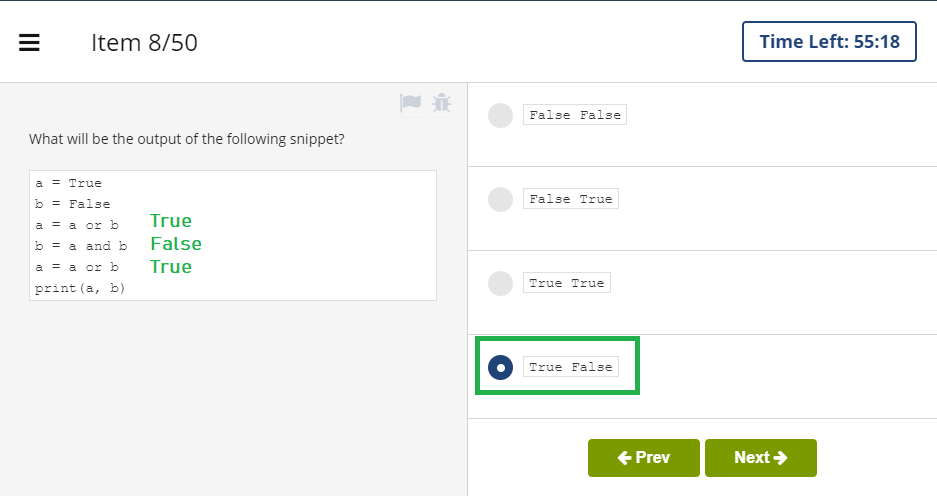 Item 8/50
Time Left: 55:18
What will be the output of the following snippet?
a = True
b = False
a = a or b True
b = a and b False
a = a or b True
print(a, b)
False False
False True
True True
True False
Prev
Next